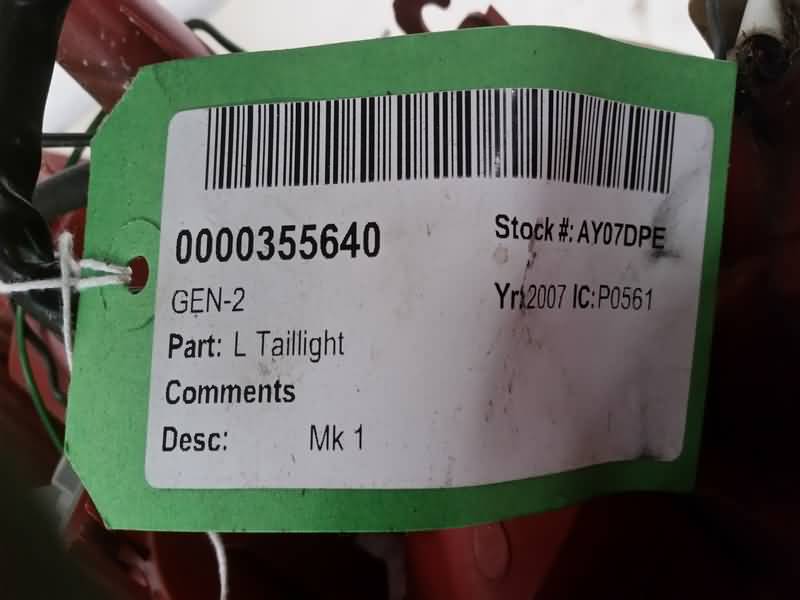 0000355640
Stock #: AY07DPE
GEN-2
Yr: 2007 IC: P0561
Part: L Taillight
Comments
Desc: Mk 1